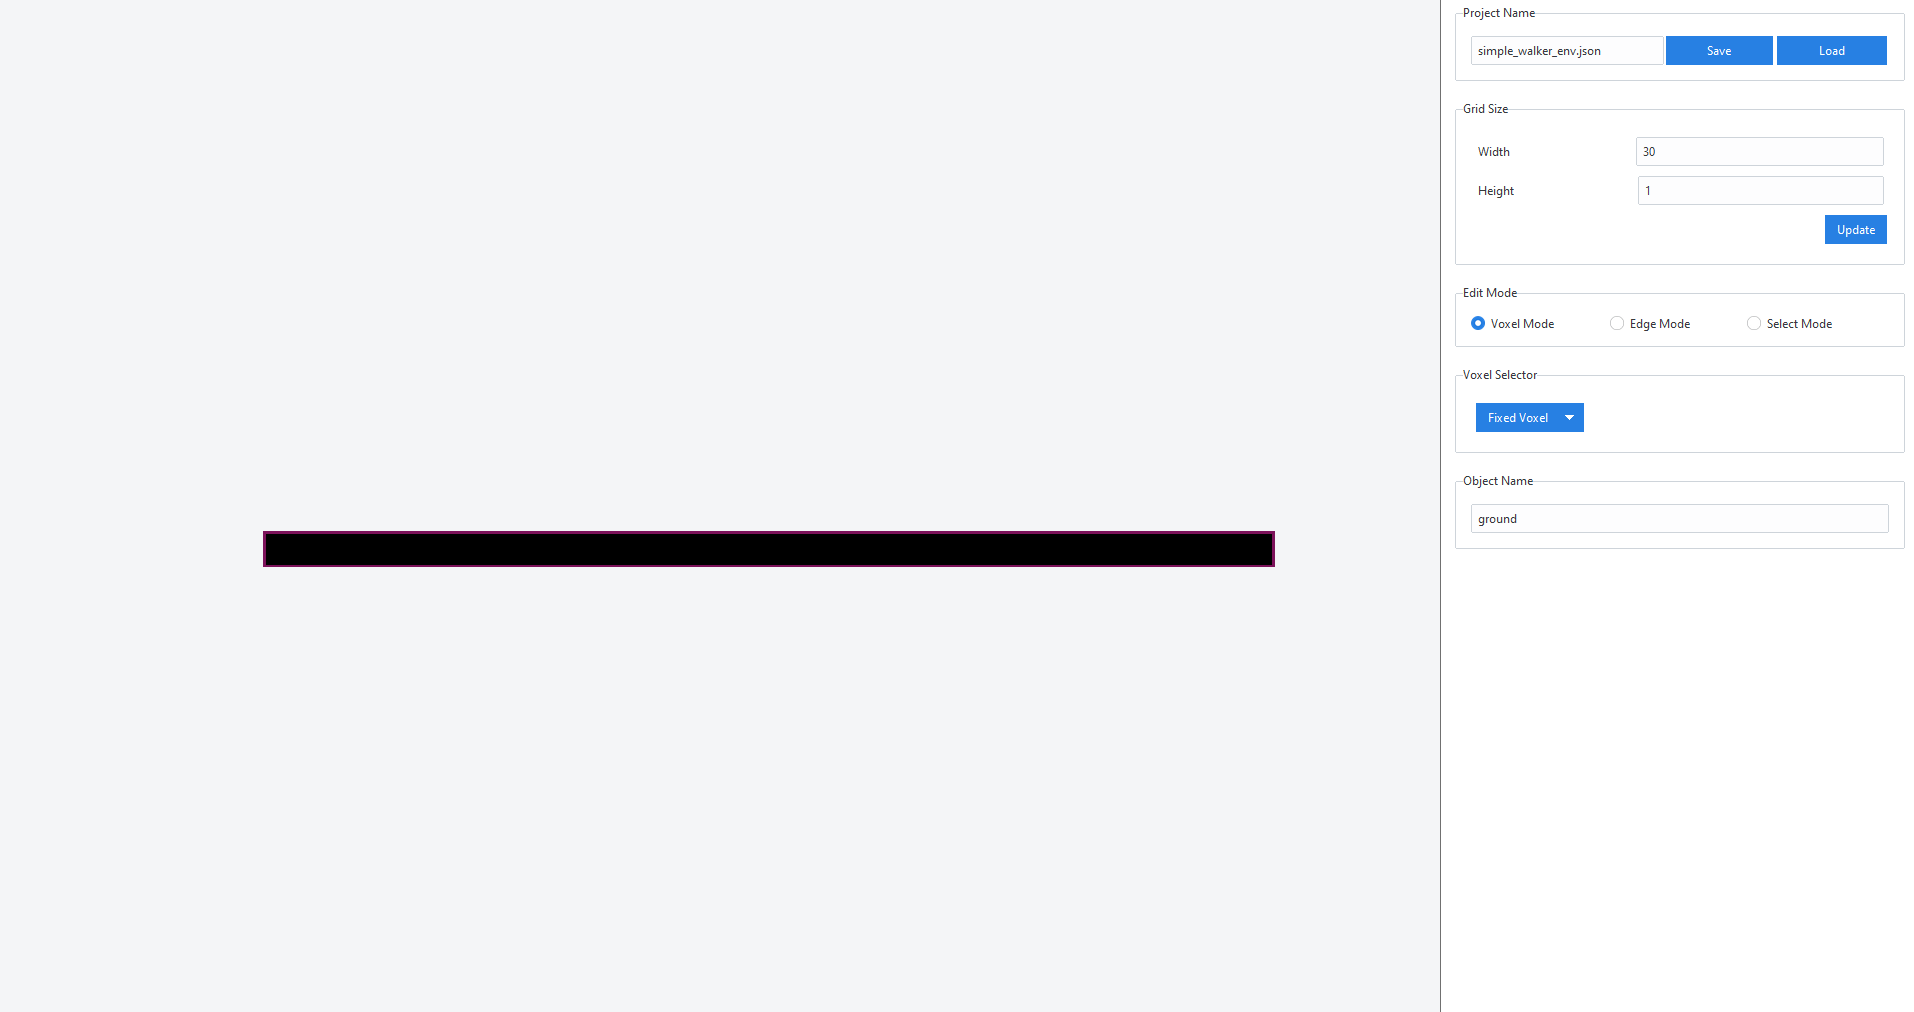 Project Name
simple_walker_env.json Save Load
Grid Size
Width 30
Height 1
Update
Edit Mode
Voxel Mode Edge Mode Select Mode
Voxel Selector
Fixed Voxel
Object Name
ground